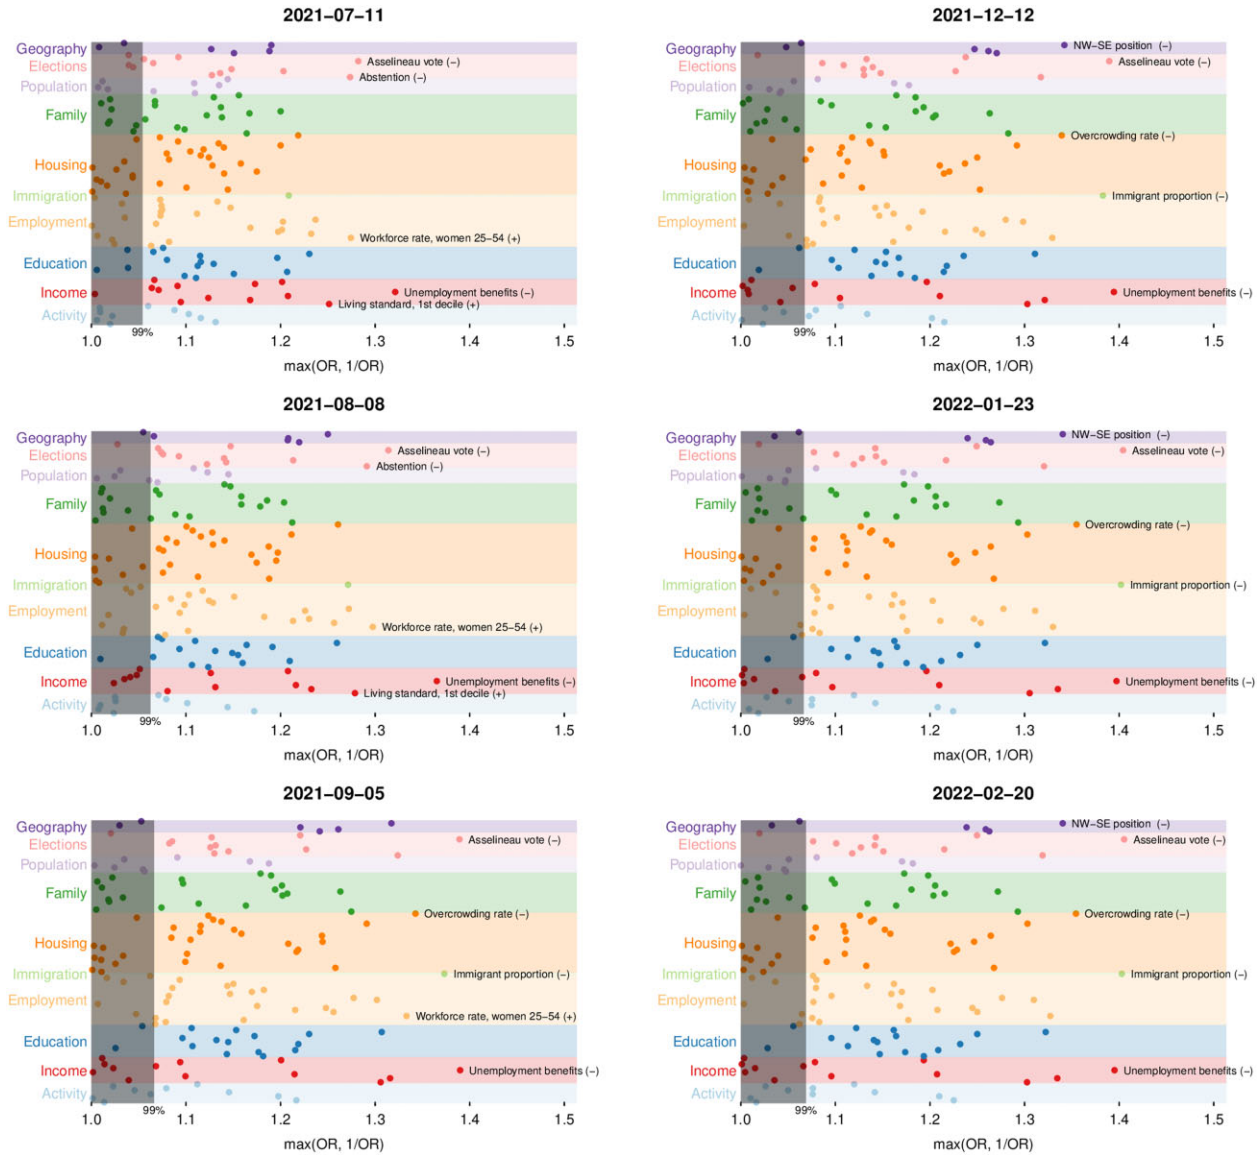 2021−07−11
Geography
Elections
Asselineau vote (−)
Abstention (−)
Population
Family
Housing
Immigration
Employment
Workforce rate, women 25−54 (+)
Education
Income
Unemployment benefits (−)
Living standard, 1st decile (+)
Activity
99%
1.0 1.1 1.2 1.3 1.4 1.5
max(OR, 1/OR)
2021−12−12
Geography
NW−SE position (−)
Elections
Asselineau vote (−)
Population
Family
Overcrowding rate (−)
Housing
Immigration
Immigrant proportion (−)
Employment
Education
Income
Unemployment benefits (−)
Activity
99%
1.0 1.1 1.2 1.3 1.4 1.5
max(OR, 1/OR)
2021−08−08
Geography
Elections
Asselineau vote (−)
Abstention (−)
Population
Family
Housing
Immigration
Employment
Workforce rate, women 25−54 (+)
Education
Income
Unemployment benefits (−)
Living standard, 1st decile (+)
Activity
99%
1.0 1.1 1.2 1.3 1.4 1.5
max(OR, 1/OR)
2022−01−23
Geography
NW−SE position (−)
Elections
Asselineau vote (−)
Population
Family
Overcrowding rate (−)
Housing
Immigration
Immigrant proportion (−)
Employment
Education
Income
Unemployment benefits (−)
Activity
99%
1.0 1.1 1.2 1.3 1.4 1.5
max(OR, 1/OR)
2021−09−05
Geography
Elections
Asselineau vote (−)
Population
Family
Overcrowding rate (−)
Housing
Immigration
Immigrant proportion (−)
Employment
Workforce rate, women 25−54 (+)
Education
Income
Unemployment benefits (−)
Activity
99%
1.0 1.1 1.2 1.3 1.4 1.5
max(OR, 1/OR)
2022−02−20
Geography
NW−SE position (−)
Elections
Asselineau vote (−)
Population
Family
Overcrowding rate (−)
Housing
Immigration
Immigrant proportion (−)
Employment
Education
Income
Unemployment benefits (−)
Activity
99%
1.0 1.1 1.2 1.3 1.4 1.5
max(OR, 1/OR)